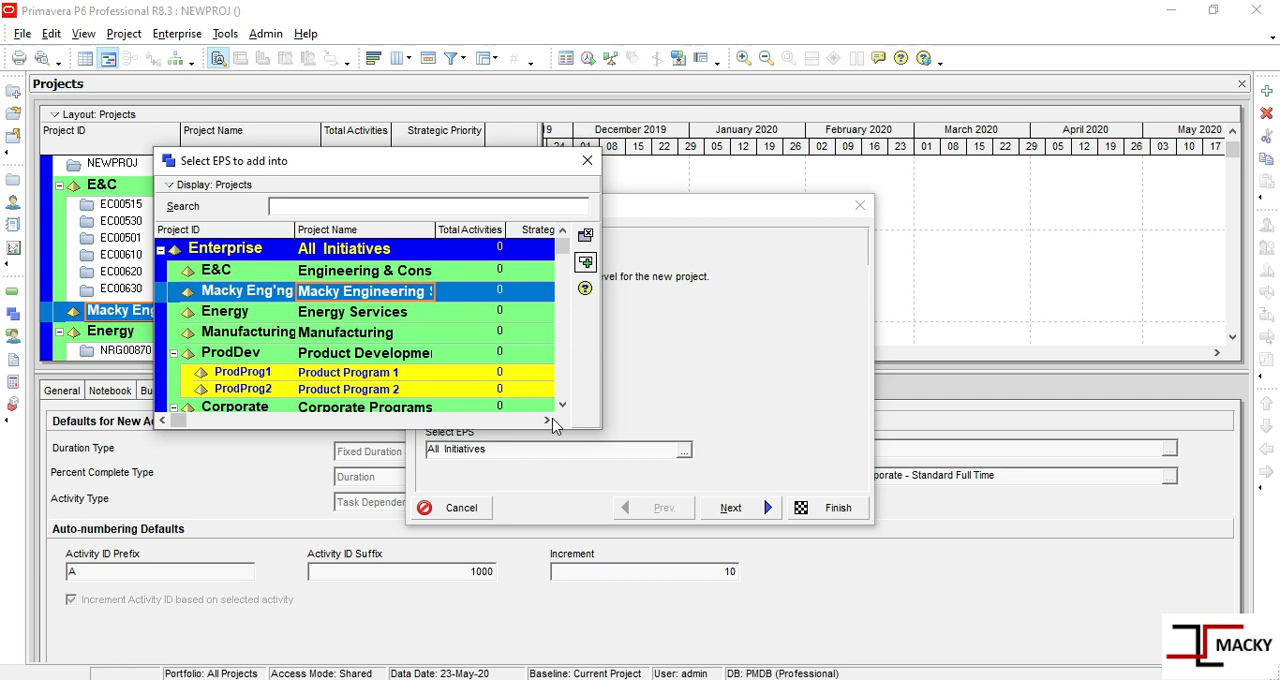 Primavera P6 Professional R8.3 : NEWPROJ ()
File Edit View Project Enterprise Tools Admin Help
Projects
Layout: Projects
Project ID Project Name Total Activities Strategic Priority
19 December 2019 January 2020 February 2020 March 2020 April 2020 May 2020
24 01 08 15 22 29 05 12 19 26 02 09 16 23 01 08 15 22 29 05 12 19 26 03 10 17
NEWPROJ
E&C
EC00515
EC00530
EC00501
EC00610
EC00620
EC00630
Macky Eng
Energy
NRG00870
Select EPS to add into
Display: Projects
Search
Project ID Project Name Total Activities Strateg
Enterprise All Initiatives 0
E&C Engineering & Cons 0
Macky Eng'ng Macky Engineering 0
Energy Energy Services 0
Manufacturing Manufacturing 0
ProdDev Product Developme 0
ProdProg1 Product Program 1 0
ProdProg2 Product Program 2 0
Corporate Corporate Programs 0
evel for the new project.
Select EPS
All Initiatives ...
Cancel Prev Next Finish
General Notebook Bu
Defaults for New Ac
Duration Type Fixed Duration
Percent Complete Type Duration
porate - Standard Full Time
Activity Type Task Depender
Auto-numbering Defaults
Activity ID Prefix Activity ID Suffix Increment
A 1000 10
Increment Activity ID based on selected activity
MACKY
Portfolio: All Projects Access Mode: Shared Data Date: 23-May-20 Baseline: Current Project User: admin DB: PMDB (Professional)